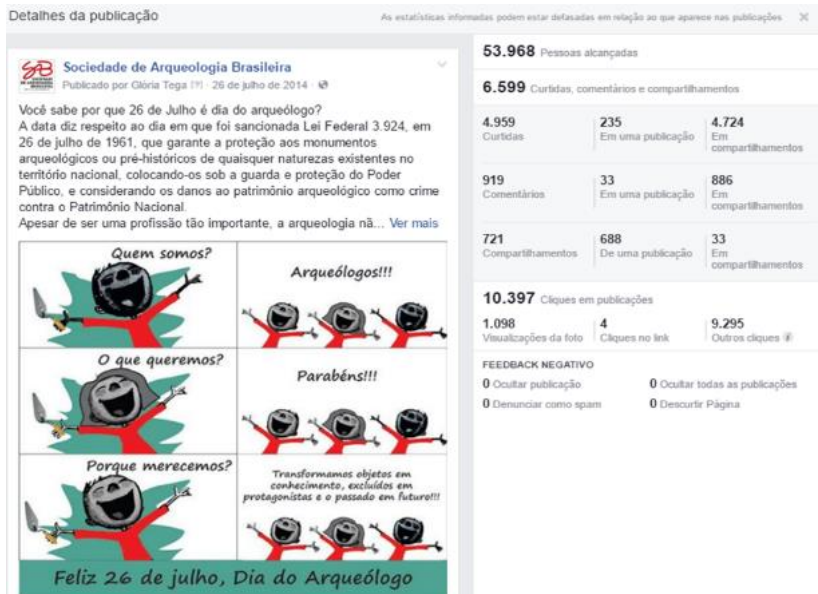 Detalhes da publicação
As estatísticas informadas podem estar defasadas em relação ao que aparece nas publicações
SAB
Sociedade de Arqueologia Brasileira
Publicado por Glória Tega [?] · 26 de julho de 2014 ·
Você sabe por que 26 de Julho é dia do arqueólogo?
A data diz respeito ao dia em que foi sancionada Lei Federal 3.924, em
26 de julho de 1961, que garante a proteção aos monumentos
arqueológicos ou pré-históricos de quaisquer naturezas existentes no
território nacional, colocando-os sob a guarda e proteção do Poder
Público, e considerando os danos ao patrimônio arqueológico como crime
contra o Patrimônio Nacional.
Apesar de ser uma profissão tão importante, a arqueologia nã... Ver mais
Quem somos?
Arqueólogos!!!
O que queremos?
Parabéns!!!
Porque merecemos?
Transformamos objetos em
conhecimento, excluídos em
protagonistas e o passado em futuro!!!
Feliz 26 de julho, Dia do Arqueólogo
53.968 Pessoas alcançadas
6.599 Curtidas, comentários e compartilhamentos
4.959
Curtidas
235
Em uma publicação
4.724
Em
compartilhamentos
919
Comentários
33
Em uma publicação
886
Em
compartilhamentos
721
Compartilhamentos
688
De uma publicação
33
Em
compartilhamentos
10.397 Cliques em publicações
1.098
Visualizações da foto
4
Cliques no link
9.295
Outros cliques
FEEDBACK NEGATIVO
0 Ocultar publicação
0 Ocultar todas as publicações
0 Denunciar como spam
0 Descurtir Página